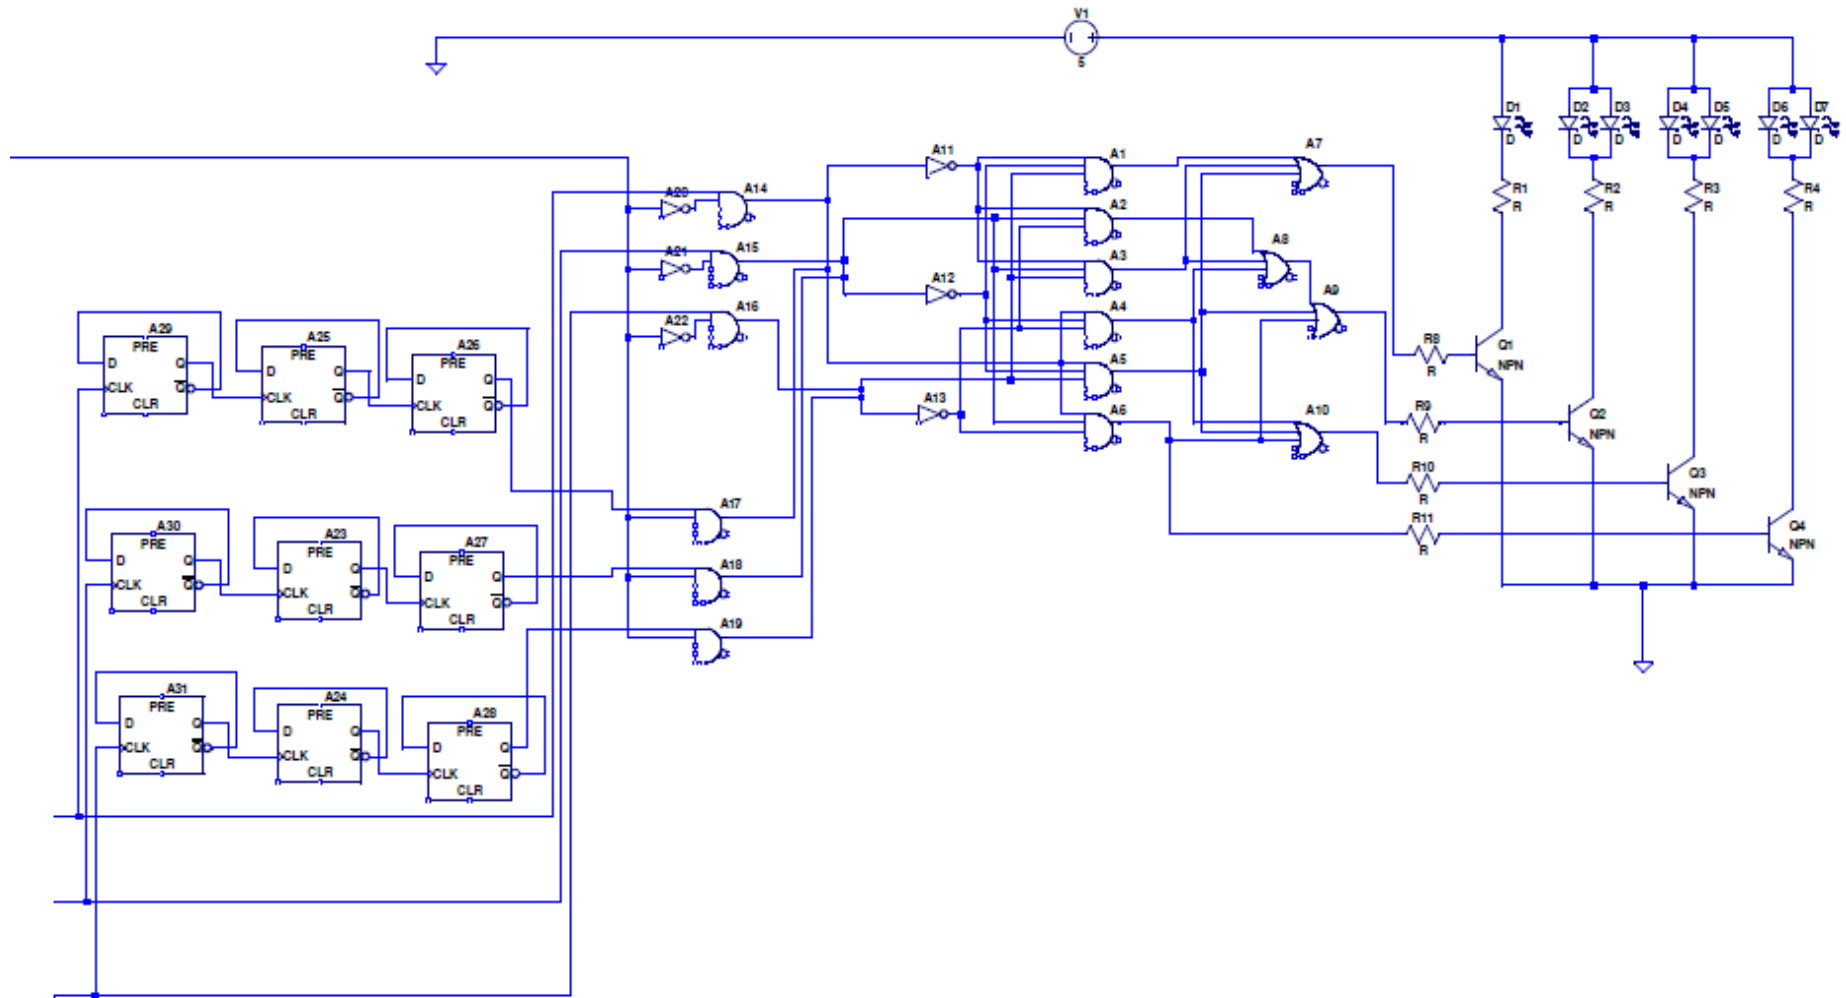 V1
5
D1
D
D2
D
D3
D
D4
D
D5
D
D6
D
D7
D
A11
A1
A7
A20
A14
R1
R
R2
R
R3
R
R4
R
A2
A21
A15
A3
A8
A12
A16
A22
A4
A9
A29
PRE
D
Q
CLK
Q
CLR
A25
PRE
D
Q
CLK
Q
CLR
A26
PRE
D
Q
CLK
Q
CLR
A5
A13
A6
A10
R8
R
Q1
NPN
R9
R
Q2
NPN
R10
R
Q3
NPN
R11
R
Q4
NPN
A17
A30
PRE
D
Q
CLK
Q
CLR
A23
PRE
D
Q
CLK
Q
CLR
A27
PRE
D
Q
CLK
Q
CLR
A18
A19
A31
PRE
D
Q
CLK
Q
CLR
A24
PRE
D
Q
CLK
Q
CLR
A28
PRE
D
Q
CLK
Q
CLR